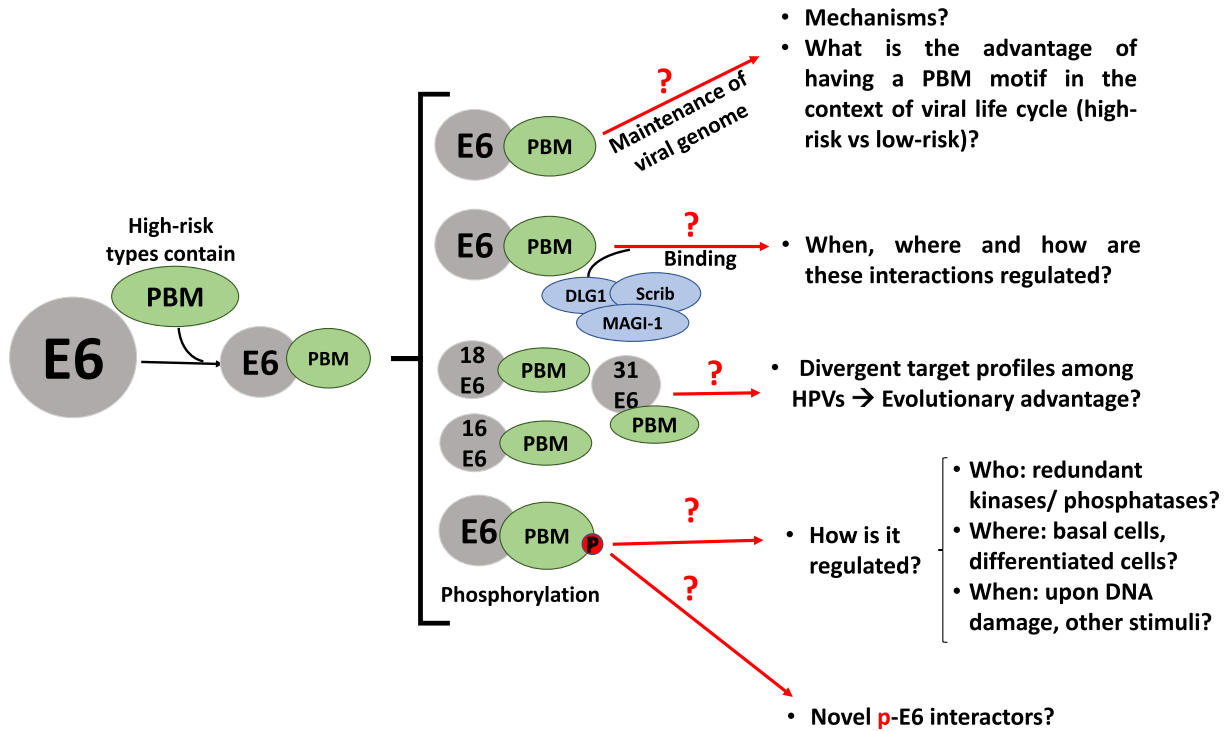 High-risk
types contain
PBM
E6
E6
PBM
E6
PBM
?
Maintenance of
viral genome
• Mechanisms?
• What is the advantage of
having a PBM motif in the
context of viral life cycle (high-
risk vs low-risk)?
E6
PBM
?
Binding
DLG1
Scrib
MAGI-1
• When, where and how are
these interactions regulated?
18
E6
PBM
31
E6
PBM
16
E6
PBM
?
• Divergent target profiles among
HPVs → Evolutionary advantage?
E6
PBM
P
Phosphorylation
?
?
• How is it
regulated?
• Who: redundant
kinases/ phosphatases?
• Where: basal cells,
differentiated cells?
• When: upon DNA
damage, other stimuli?
• Novel p-E6 interactors?